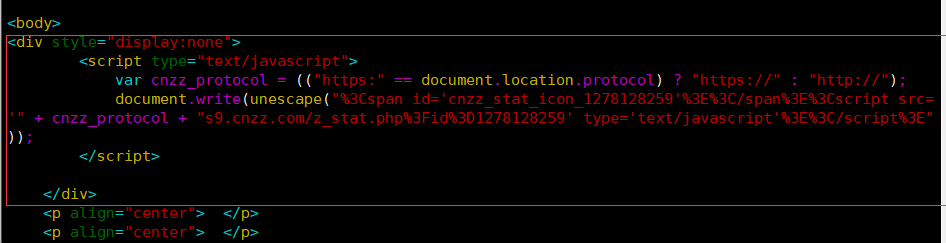 <body>
<div style="display:none">
        <script type="text/javascript">
            var cnzz_protocol = (("https:" == document.location.protocol) ? "https://" : "http://");
            document.write(unescape("%3Cspan id='cnzz_stat_icon_1278128259'%3E%3C/span%3E%3Cscript src=
'" + cnzz_protocol + "s9.cnzz.com/z_stat.php%3Fid%3D1278128259' type='text/javascript'%3E%3C/script%3E"
));
        </script>
    </div>
    <p align="center">  </p>
    <p align="center">  </p>